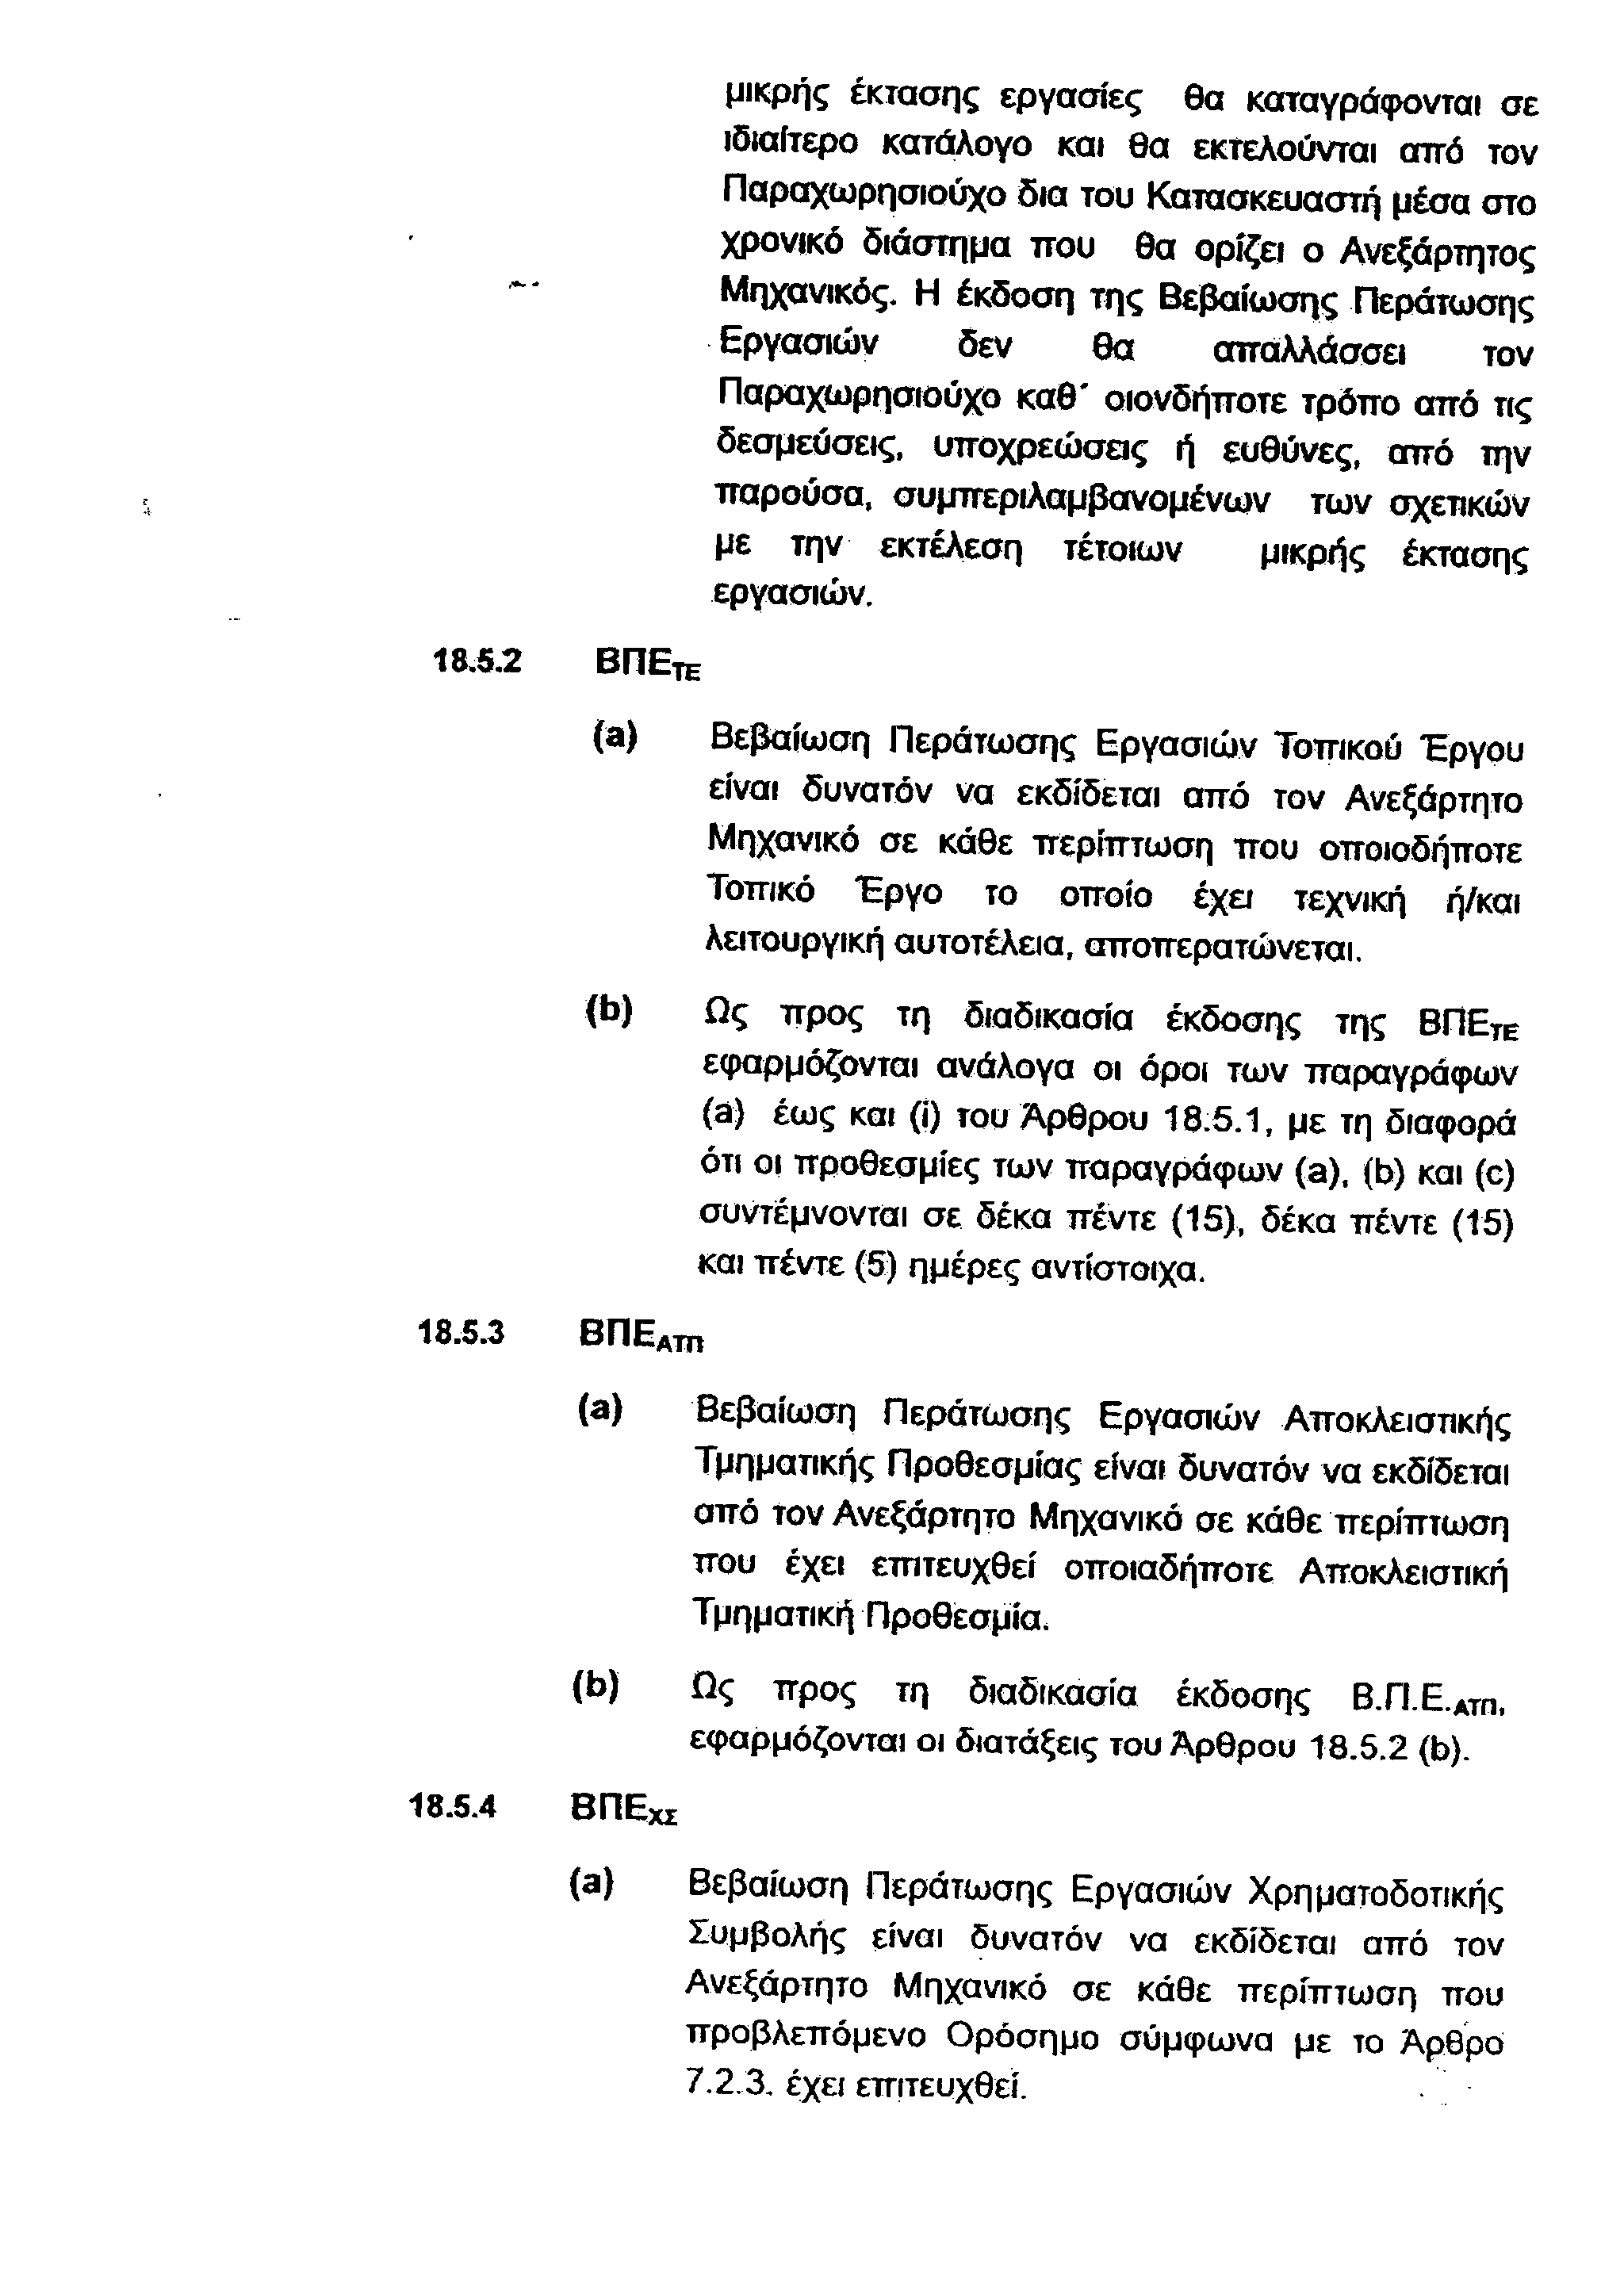 μικρής έκτασης εργασίες θα καταγράφονται σε
ιδιαίτερο κατάλογο και θα εκτελούνται από τον
Παραχωρησιούχο δια του Κατασκευαστή μέσα στο
χρονικό διάστημα που θα ορίζει ο Ανεξάρτητος
Μηχανικός. Η έκδοση της Βεβαίωσης Περάτωσης
Εργασιών δεν θα απαλλάσσει τον
Παραχωρησιούχο καθ΄ οιονδήποτε τρόπο από τις
δεσμεύσεις, υποχρεώσεις ή ευθύνες, από την
παρούσα, συμπεριλαμβανομένων των σχετικών
με την εκτέλεση τέτοιων μικρής έκτασης
εργασιών.
18.5.2 ΒΠΕΤΕ
(a) Βεβαίωση Περάτωσης Εργασιών Τοπικού Έργου
είναι δυνατόν να εκδίδεται από τον Ανεξάρτητο
Μηχανικό σε κάθε περίπτωση που οποιοδήποτε
Τοπικό Έργο το οποίο έχει τεχνική ή/και
λειτουργική αυτοτέλεια, αποπερατώνεται.
(b) Ως προς τη διαδικασία έκδοσης της ΒΠΕΤΕ
εφαρμόζονται ανάλογα οι όροι των παραγράφων
(a) έως και (i) του Άρθρου 18.5.1, με τη διαφορά
ότι οι προθεσμίες των παραγράφων (a), (b) και (c)
συντέμνονται σε δέκα πέντε (15), δέκα πέντε (15)
και πέντε (5) ημέρες αντίστοιχα.
18.5.3 ΒΠΕΑΤΠ
(a) Βεβαίωση Περάτωσης Εργασιών Αποκλειστικής
Τμηματικής Προθεσμίας είναι δυνατόν να εκδίδεται
από τον Ανεξάρτητο Μηχανικό σε κάθε περίπτωση
που έχει επιτευχθεί οποιαδήποτε Αποκλειστική
Τμηματική Προθεσμία.
(b) Ως προς τη διαδικασία έκδοσης Β.Π.Ε.ΑΤΠ,
εφαρμόζονται οι διατάξεις του Άρθρου 18.5.2 (b).
18.5.4 ΒΠΕΧΣ
(a) Βεβαίωση Περάτωσης Εργασιών Χρηματοδοτικής
Συμβολής είναι δυνατόν να εκδίδεται από τον
Ανεξάρτητο Μηχανικό σε κάθε περίπτωση που
προβλεπόμενο Ορόσημο σύμφωνα με το Άρθρο
7.2.3. έχει επιτευχθεί.